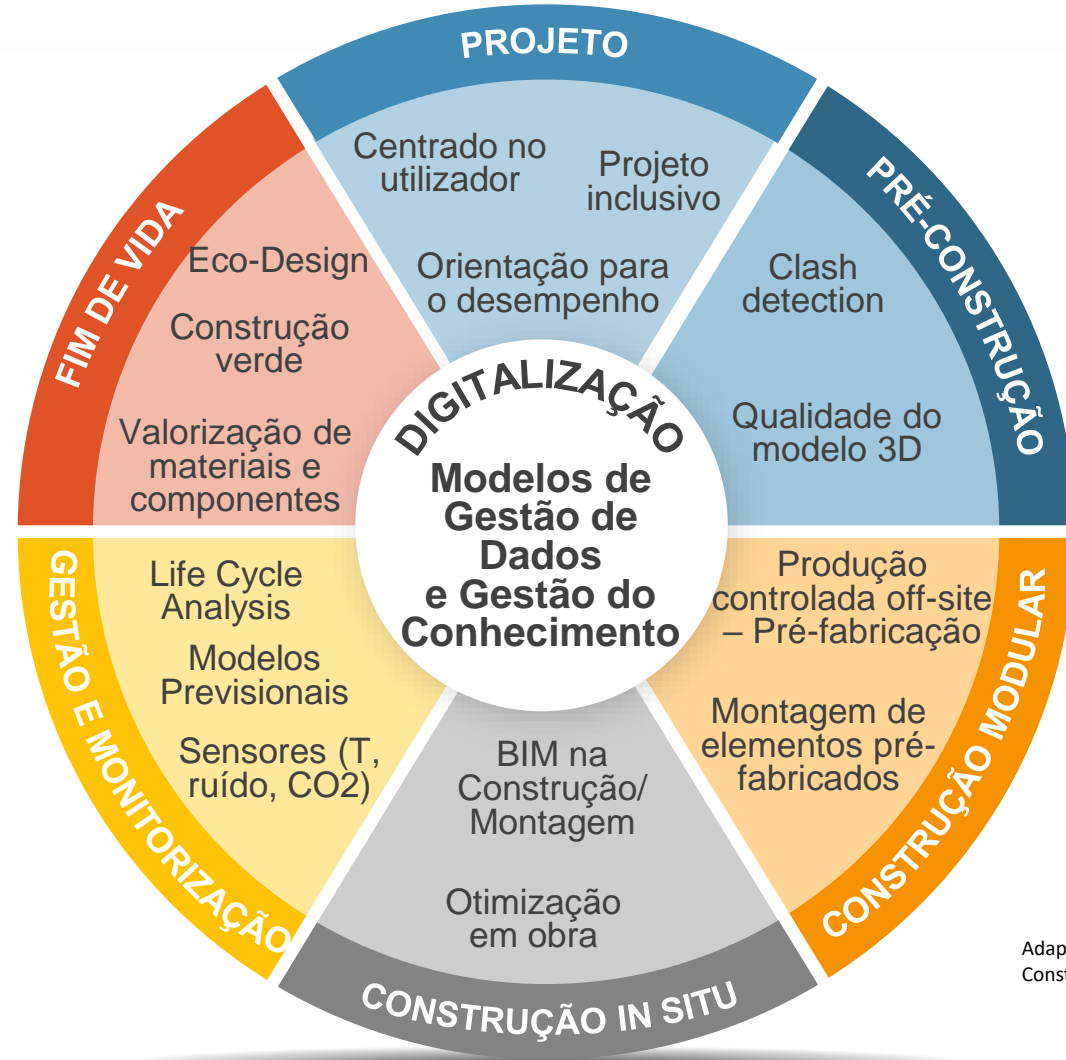 PROJETO
Centrado no
utilizador
Projeto
inclusivo
Orientação para
o desempenho
PRÉ-CONSTRUÇÃO
Clash
detection
Qualidade do
modelo 3D
CONSTRUÇÃO MODULAR
Produção
controlada off-site
– Pré-fabricação
Montagem de
elementos pré-
fabricados
CONSTRUÇÃO IN SITU
BIM na
Construção/
Montagem
Otimização
em obra
GESTÃO E MONITORIZAÇÃO
Life Cycle
Analysis
Modelos
Previsionais
Sensores (T,
ruído, CO2)
FIM DE VIDA
Eco-Design
Construção
verde
Valorização de
materiais e
componentes
DIGITALIZAÇÃO
Modelos de
Gestão de
Dados
e Gestão do
Conhecimento
Adap
Const